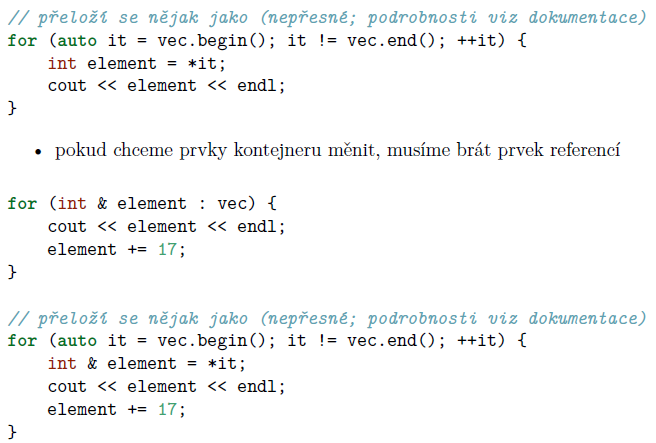 // přeloží se nějak jako (nepřesné; podrobnosti viz dokumentace)
for (auto it = vec.begin(); it != vec.end(); ++it) {
    int element = *it;
    cout << element << endl;
}
• pokud chceme prvky kontejneru měnit, musíme brát prvek referencí
for (int & element : vec) {
    cout << element << endl;
    element += 17;
}
// přeloží se nějak jako (nepřesné; podrobnosti viz dokumentace)
for (auto it = vec.begin(); it != vec.end(); ++it) {
    int & element = *it;
    cout << element << endl;
    element += 17;
}